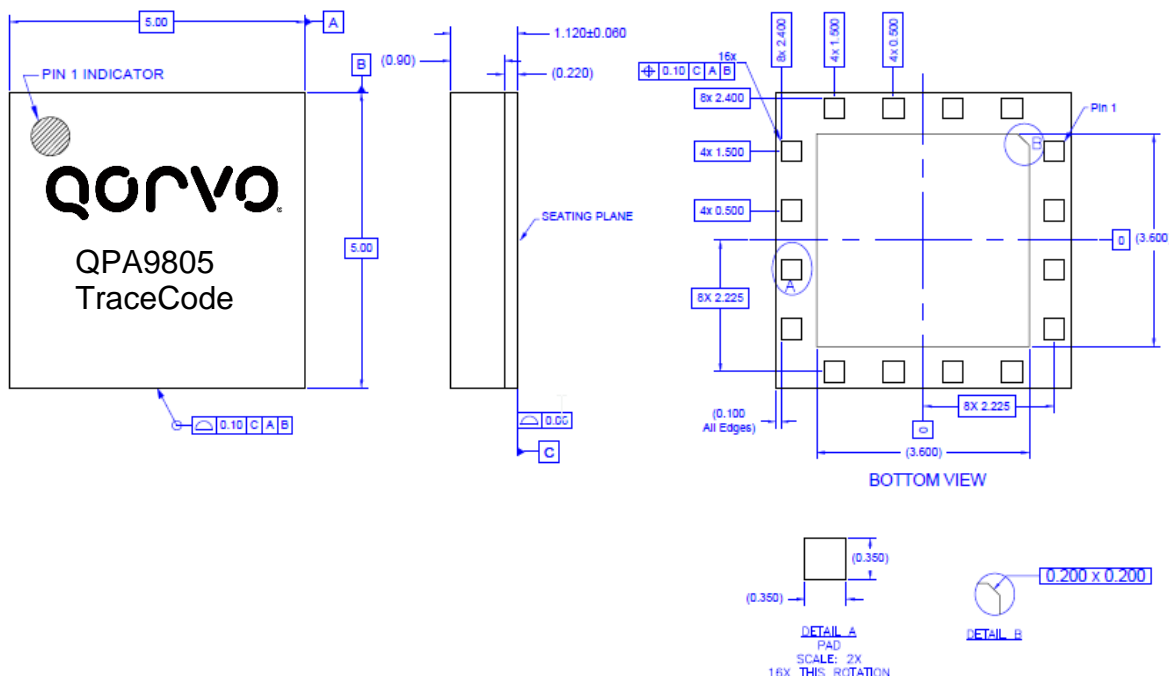 5.00
A
1.120±0.060
(0.90)
(0.220)
B
PIN 1 INDICATOR
QORVO
QPA9805
TraceCode
5.00
0.10 C A B
SEATING PLANE
C
16x
0.10 C A B
8x 2.400
4x 1.500
4x 0.500
8x 2.400
4x 1.500
4x 0.500
8X 2.225
Pin 1
B
A
0
(3.600)
8X 2.225
(0.100
All Edges)
0
(3.600)
BOTTOM VIEW
(0.350)
(0.350)
DETAIL A
PAD
SCALE: 2X
16X THIS ROTATION
0.200 x 0.200
DETAIL B